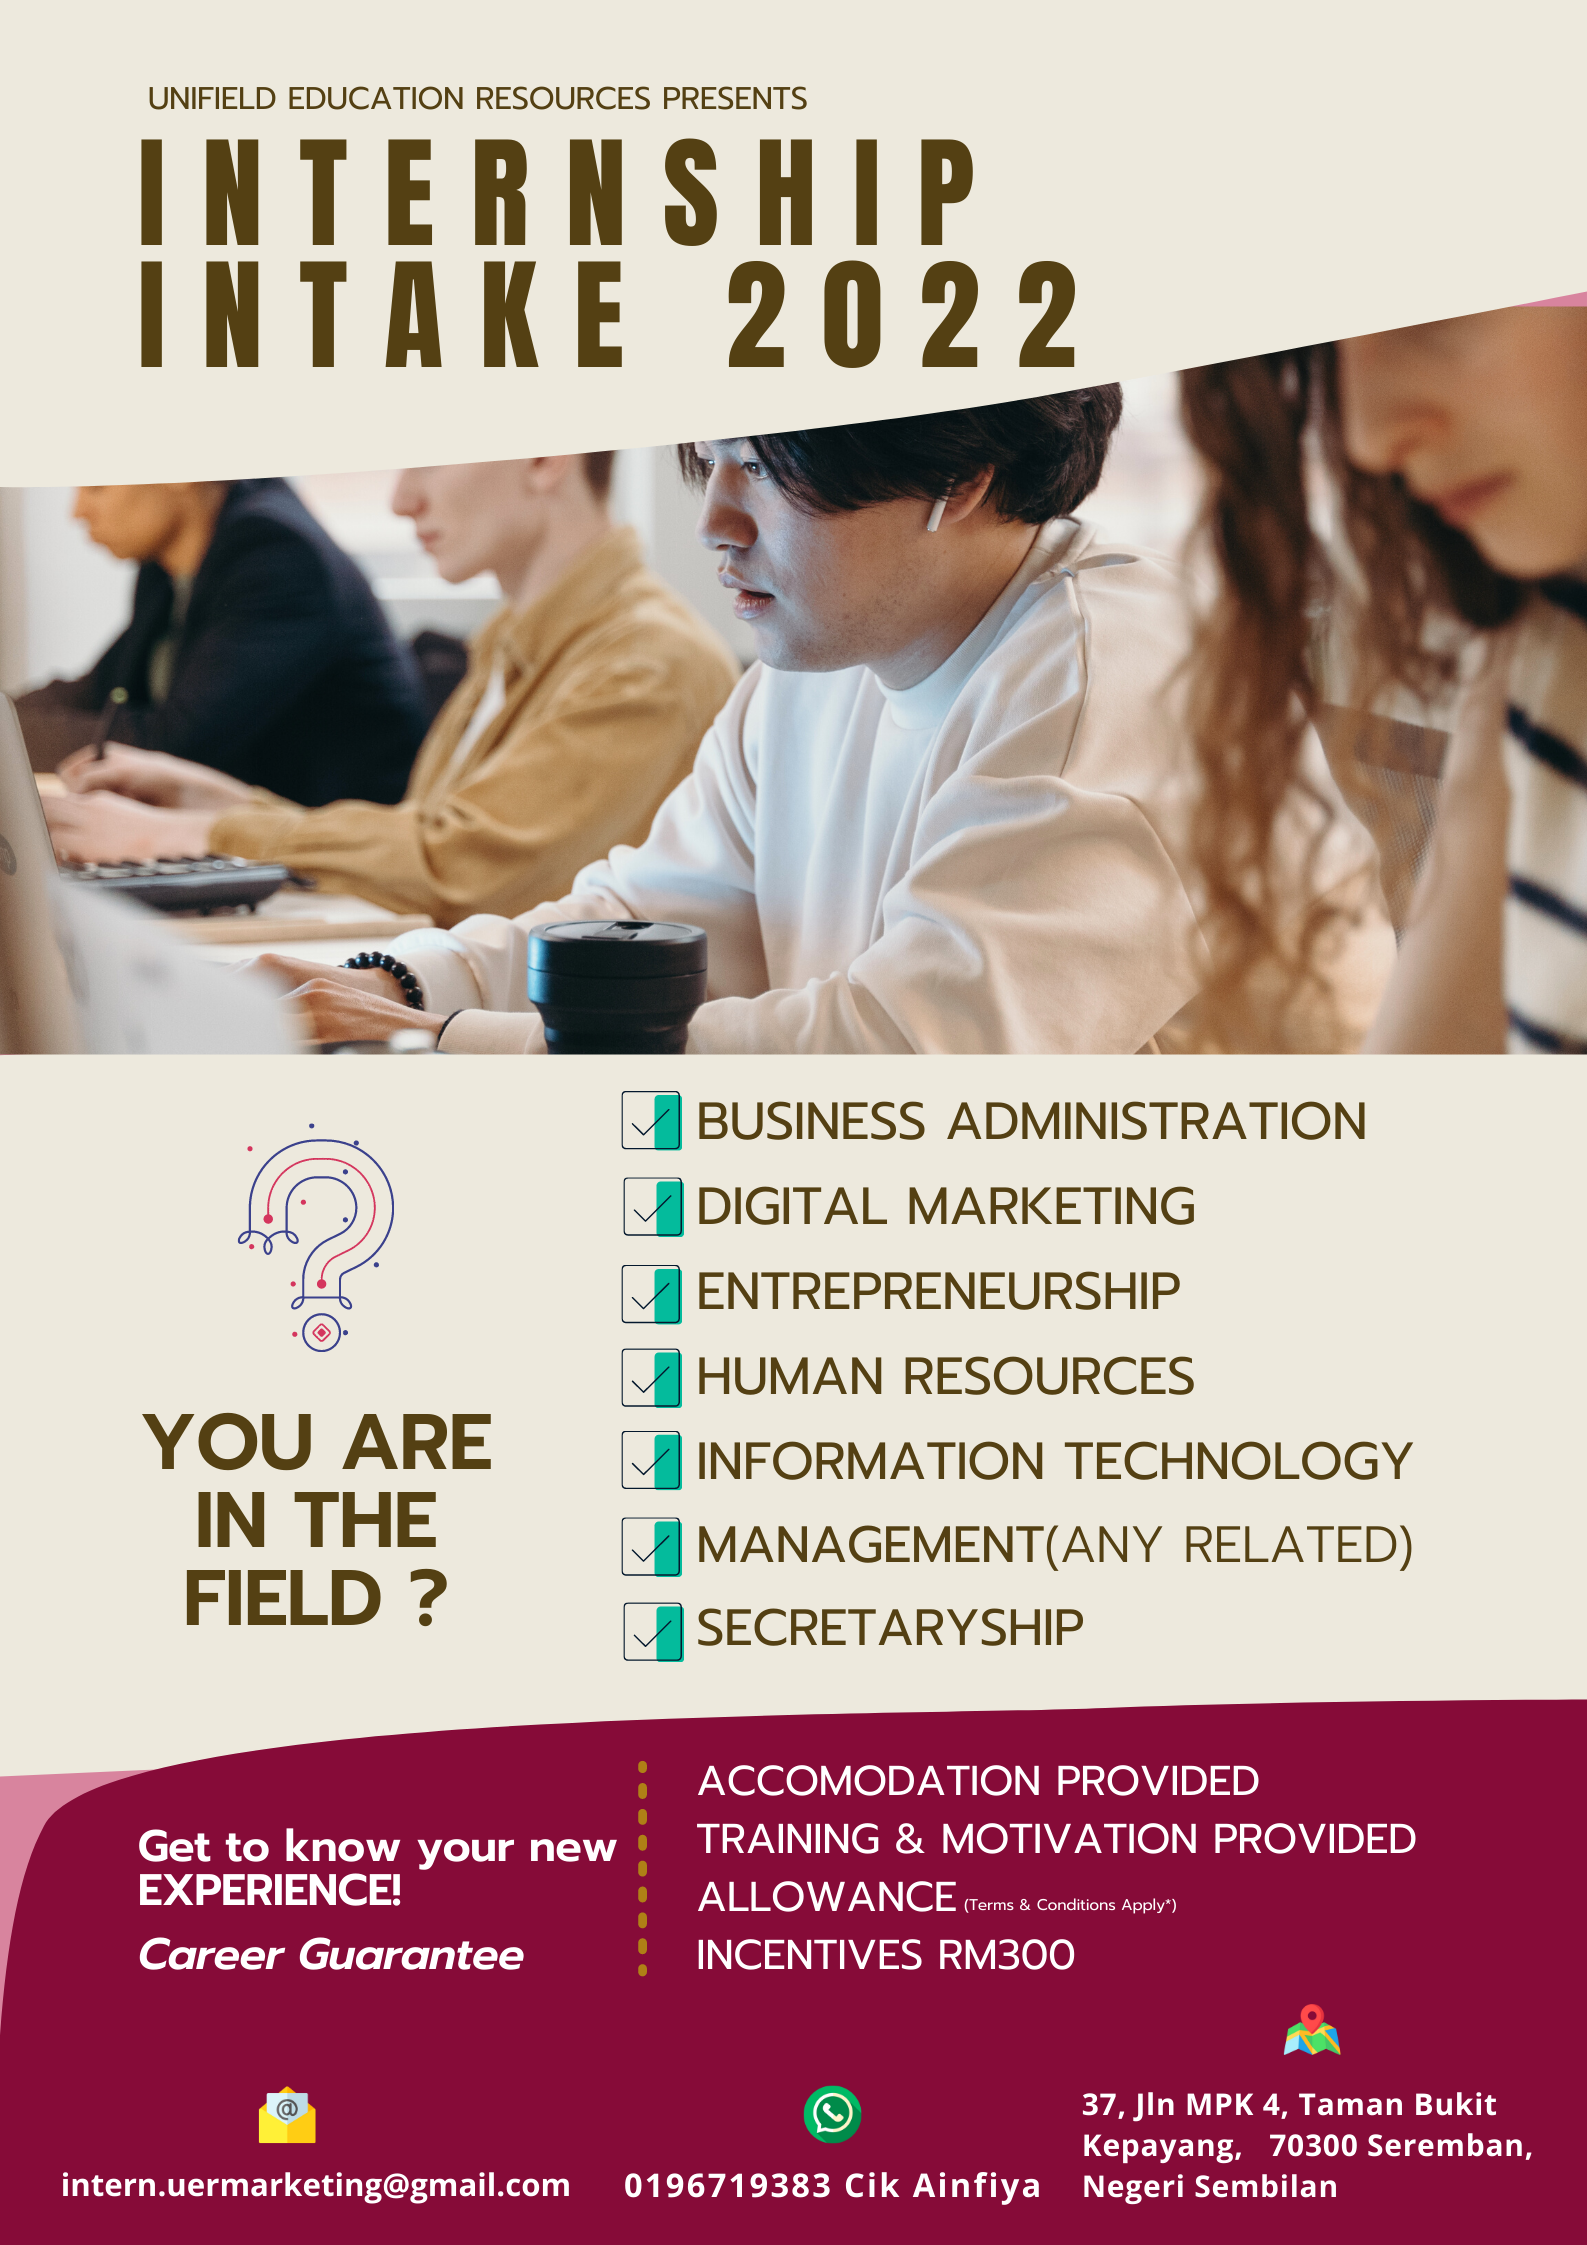 UNIFIELD EDUCATION RESOURCES PRESENTS
INTERNSHIP
INTAKE 2022
YOU ARE
IN THE
FIELD ?
BUSINESS ADMINISTRATION
DIGITAL MARKETING
ENTREPRENEURSHIP
HUMAN RESOURCES
INFORMATION TECHNOLOGY
MANAGEMENT(ANY RELATED)
SECRETARYSHIP
Get to know your new
EXPERIENCE!
Career Guarantee
ACCOMODATION PROVIDED
TRAINING & MOTIVATION PROVIDED
ALLOWANCE (Terms & Conditions Apply*)
INCENTIVES RM300
@
intern.uermarketing@gmail.com
0196719383 Cik Ainfiya
37, Jln MPK 4, Taman Bukit
Kepayang, 70300 Seremban,
Negeri Sembilan